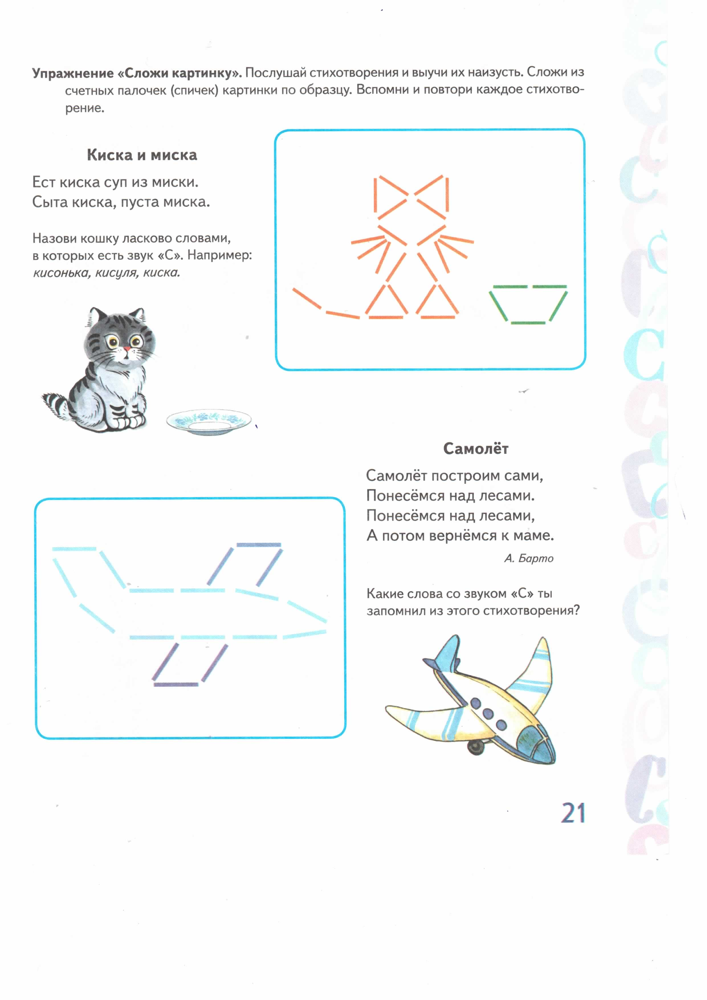 Упражнение «Сложи картинку». Послушай стихотворения и выучи их наизусть. Сложи из
счетных палочек (спичек) картинки по образцу. Вспомни и повтори каждое стихотво-
рение.
Киска и миска
Ест киска суп из миски.
Сыта киска, пуста миска.
Назови кошку ласково словами,
в которых есть звук «С». Например:
кисонька, кисуля, киска.
Самолёт
Самолёт построим сами,
Понесёмся над лесами.
Понесёмся над лесами,
А потом вернёмся к маме.
А. Барто
Какие слова со звуком «С» ты
запомнил из этого стихотворения?
21